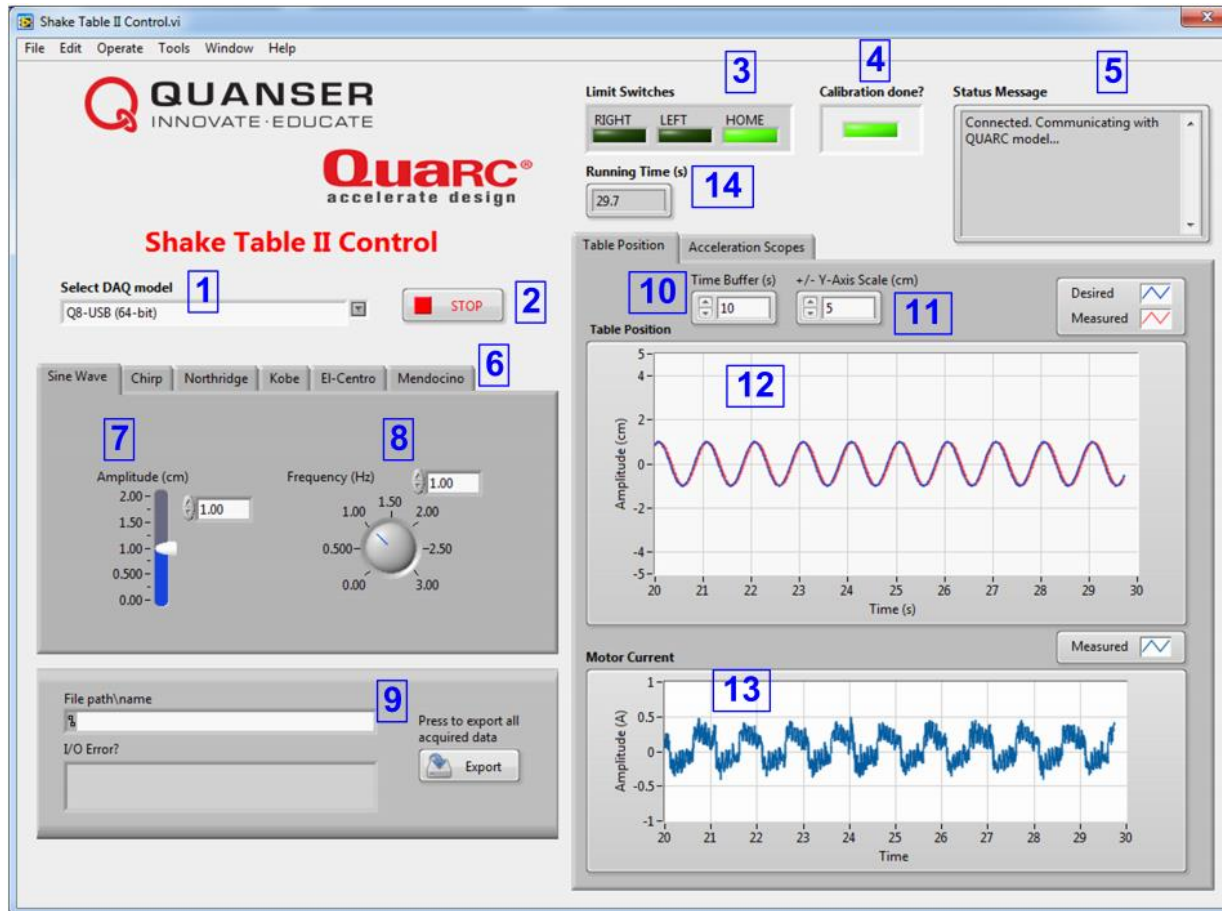 Shake Table II Control.vi
File Edit Operate Tools Window Help
QUANSER
INNOVATE·EDUCATE
QUARC®
accelerate design
Shake Table II Control
Select DAQ model
1
Q8-USB (64-bit)
STOP
2
3
Limit Switches
RIGHT LEFT HOME
4
Calibration done?
5
Status Message
Connected. Communicating with
QUARC model...
Running Time (s)
29.7
14
Sine Wave Chirp Northridge Kobe El-Centro Mendocino
6
7
Amplitude (cm)
2.00
1.50
1.00
0.500
0.00
1.00
8
Frequency (Hz)
1.00
0.00
0.500
1.00
1.50
2.00
2.50
3.00
9
File path\name
I/O Error?
Press to export all
acquired data
Export
Table Position Acceleration Scopes
10
Time Buffer (s)
10
+/- Y-Axis Scale (cm)
5
11
Desired
Measured
Table Position
12
Amplitude (cm)
5
4
2
0
-2
-4
-5
20 21 22 23 24 25 26 27 28 29 30
Time (s)
Measured
Motor Current
13
Amplitude (A)
1
0.5
0
-0.5
-1
20 21 22 23 24 25 26 27 28 29 30
Time